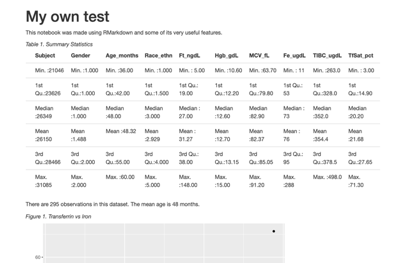 My own test
This notebook was made using RMarkdown and some of its very useful features.
Table 1. Summary Statistics
Subject Gender Age_months Race_ethn Ft_ngdL Hgb_gdL MCV_fL Fe_ugdL TIBC_ugdL TfSat_pct
Min. :21046 Min. :1.000 Min. :36.00 Min. :1.000 Min. : 5.00 Min. :10.60 Min. :63.70 Min. : 11 Min. :263.0 Min. : 3.00
1st 1st 1st 1st 1st Qu.: 1st 1st 1st Qu.: 1st 1st
Qu.:23626 Qu.:1.000 Qu.:42.00 Qu.:1.500 19.00 Qu.:12.20 Qu.:79.80 53 Qu.:328.0 Qu.:14.90
Median Median Median Median Median : Median Median Median : Median Median
:26349 :1.000 :48.00 :3.000 27.00 :12.60 :82.90 73 :352.0 :20.20
Mean Mean Mean :48.32 Mean Mean : Mean Mean Mean : Mean Mean
:26150 :1.488 :2.929 31.27 :12.70 :82.37 76 :354.4 :21.68
3rd 3rd 3rd 3rd 3rd Qu.: 3rd 3rd 3rd Qu.: 3rd 3rd
Qu.:28466 Qu.:2.000 Qu.:55.00 Qu.:4.000 38.00 Qu.:13.15 Qu.:85.05 95 Qu.:378.5 Qu.:27.65
Max. Max. Max. :60.00 Max. Max. Max. Max. Max. Max. :498.0 Max.
:31085 :2.000 :5.000 :148.00 :15.00 :91.20 :288 :71.30
There are 295 observations in this dataset. The mean age is 48 months.
Figure 1. Transferrin vs Iron
60